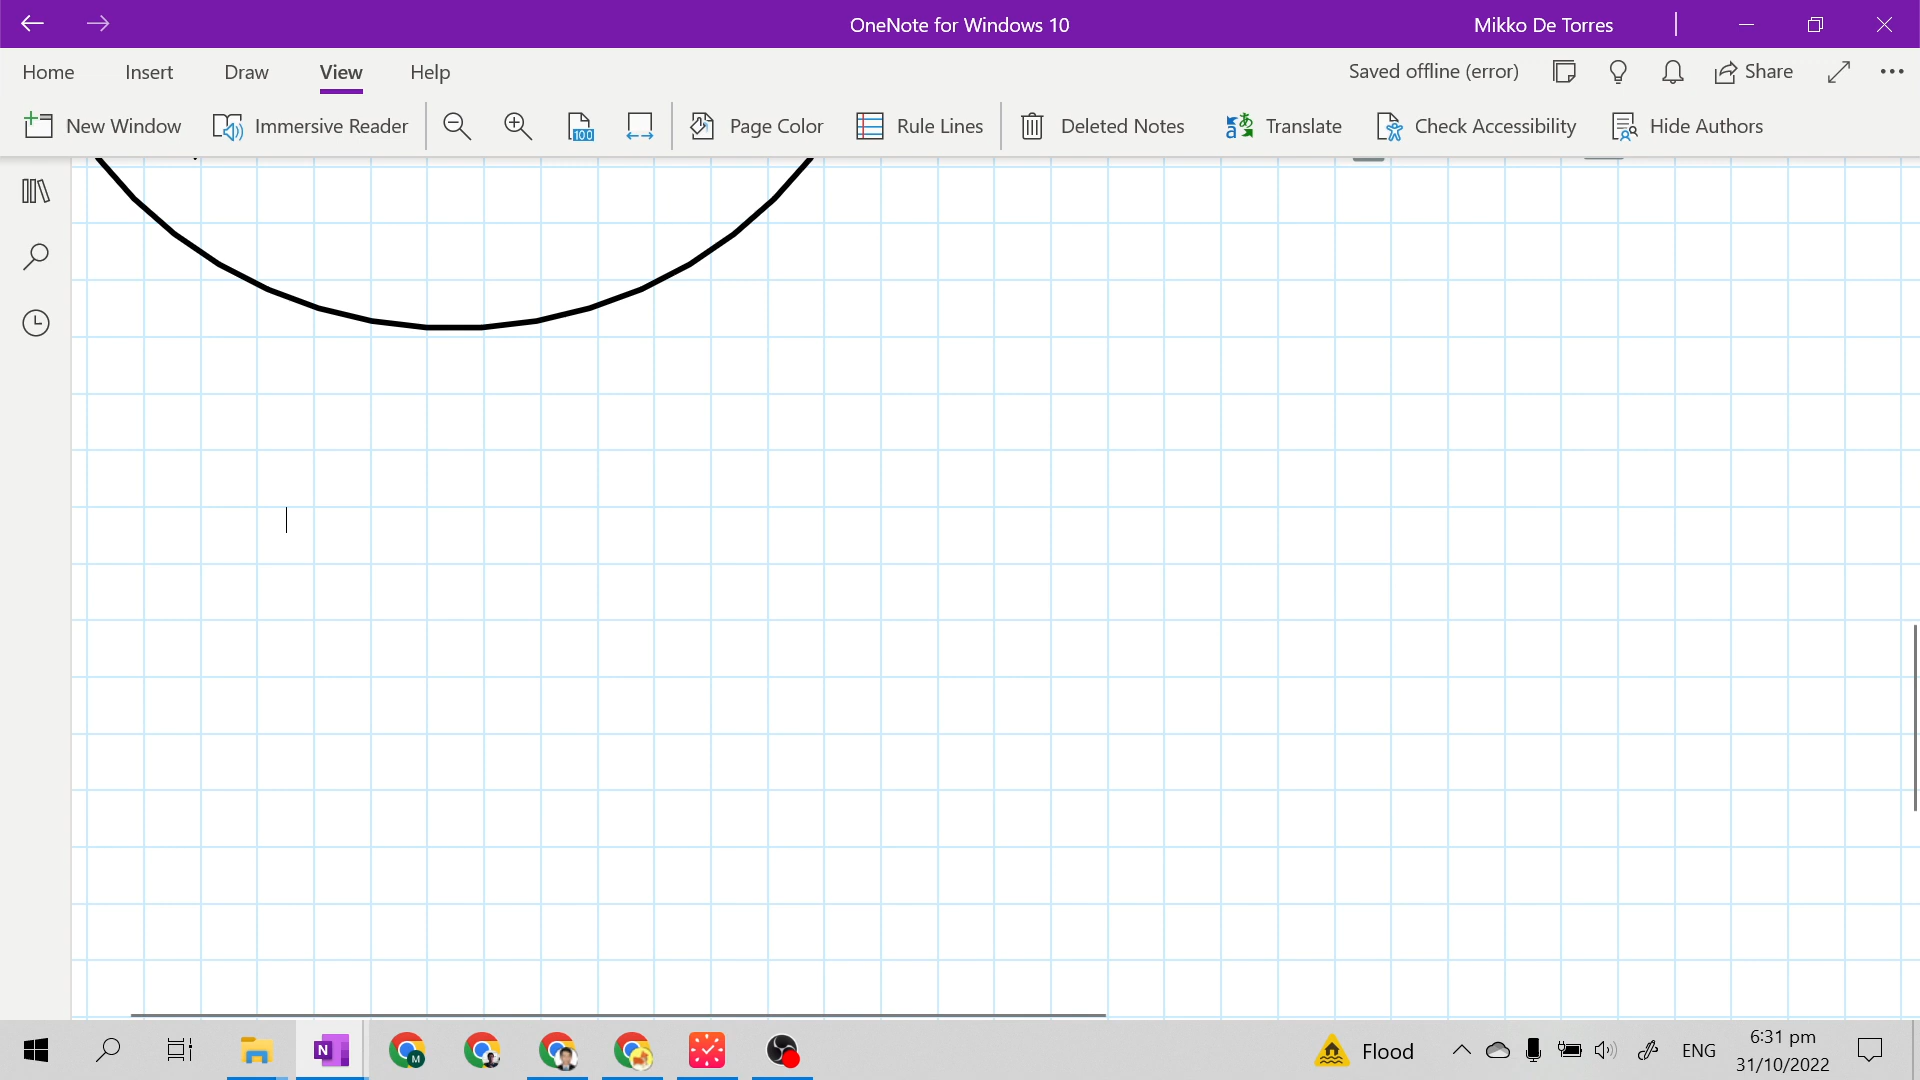 OneNote for Windows 10
Mikko De Torres
Home Insert Draw View Help
Saved offline (error)
Share
New Window Immersive Reader
100
Page Color Rule Lines Deleted Notes Translate Check Accessibility Hide Authors
Flood
ENG
6:31 pm
31/10/2022